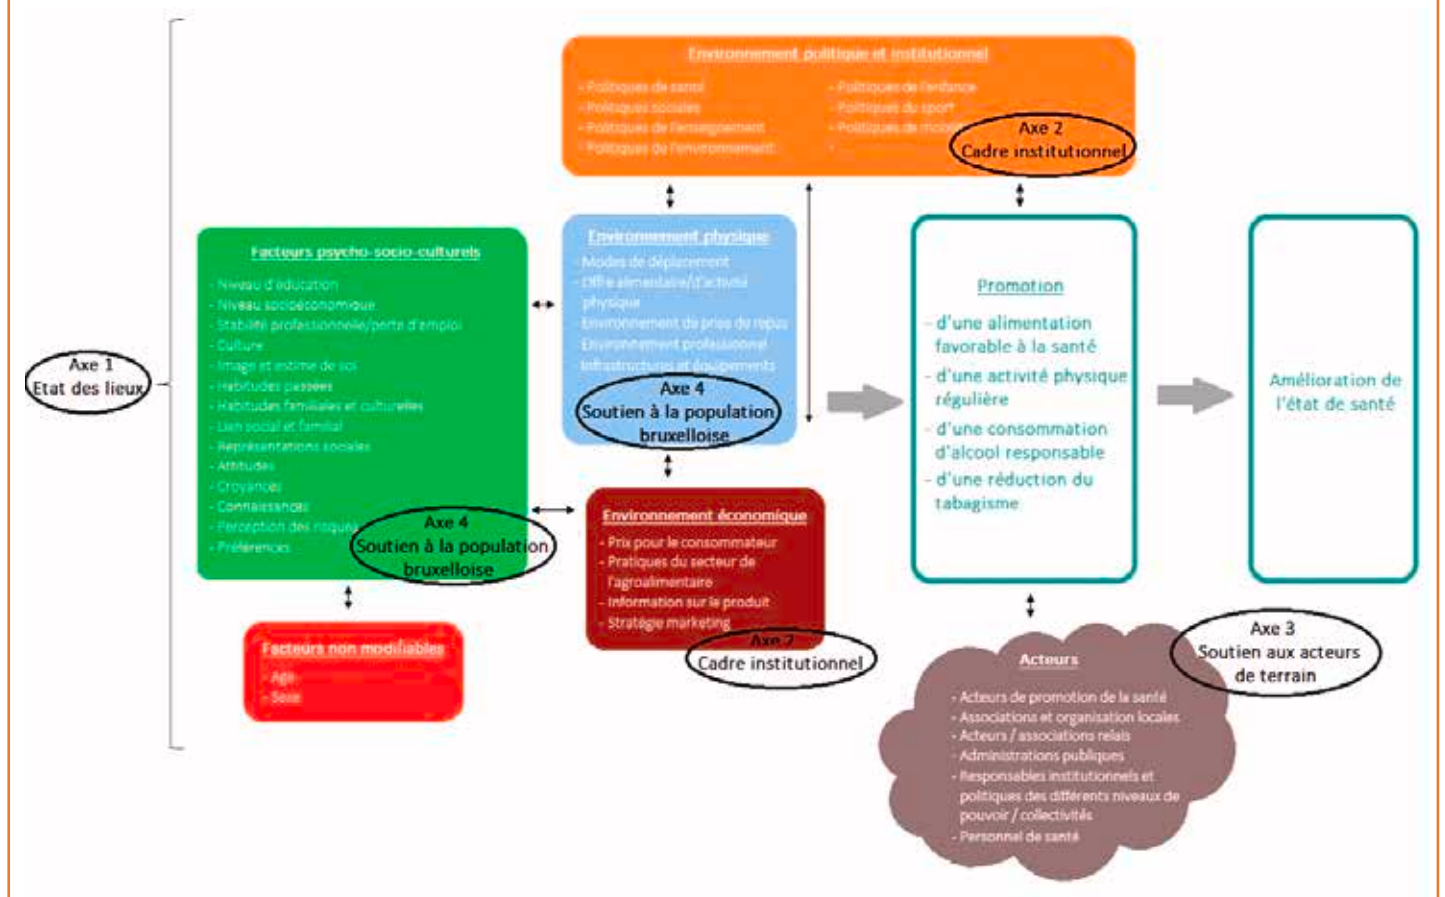 Environnement politique et institutionnel
- Politiques de santé
- Politiques sociales
- Politiques de l'enseignement
- Politiques de l'environnement
- Politiques de l'enfance
- Politiques du sport
- Politiques de
-
Axe 2
Cadre institutionnel
Axe 1
Etat des lieux
Facteurs psycho-socio-culturels
- Niveau d'éducation
- Niveau socioéconomique
- Stabilité professionnelle/perte d'emploi
- Culture
- Image et estime de soi
- Habitudes passées
- Habitudes familiales et culturelles
- Lien social et familial
- Représentations sociales
- Attitudes
- Croyances
- Connaissances
- Perception des risques
- Préférences
Axe 4
Soutien à la population
bruxelloise
Facteurs non modifiables
- Age
- Sexe
Environnement physique
- Modes de déplacement
- Offre alimentaire/d'activité
physique
Environnement de prise de repas
Environnement professionnel
Infrastructures et équipements
Axe 4
Soutien à la population
bruxelloise
Environnement économique
- Prix pour le consommateur
- Pratiques du secteur de
l'agroalimentaire
- Information sur le produit
- Stratégie marketing
Axe 2
Cadre institutionnel
Promotion
- d'une alimentation
favorable à la santé
- d'une activité physique
régulière
- d'une consommation
d'alcool responsable
- d'une réduction du
tabagisme
Amélioration de
l'état de santé
Acteurs
- Acteurs de promotion de la santé
- Associations et organisation locales
- Acteurs / associations relais
- Administrations publiques
- Responsables institutionnels et
politiques des différents niveaux de
pouvoir / collectivités
- Personnel de santé
Axe 3
Soutien aux acteurs
de terrain